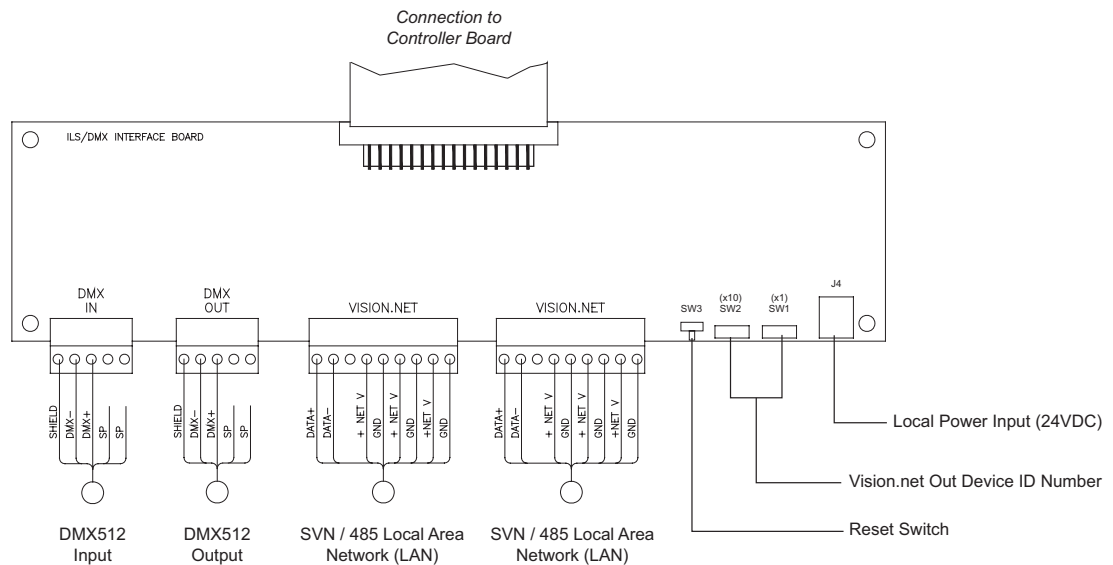 Connection to
Controller Board
ILS/DMX INTERFACE BOARD
DMX
IN
DMX
OUT
VISION.NET
VISION.NET
SW3
(x10)
SW2
(x1)
SW1
J4
SHIELD
DMX-
DMX+
SP
SP
SHIELD
DMX-
DMX+
SP
SP
DATA+
DATA-
+ NET V
GND
+ NET V
GND
+NET V
GND
DATA+
DATA-
+ NET V
GND
+ NET V
GND
+NET V
GND
Local Power Input (24VDC)
Vision.net Out Device ID Number
Reset Switch
DMX512
Input
DMX512
Output
SVN / 485 Local Area
Network (LAN)
SVN / 485 Local Area
Network (LAN)